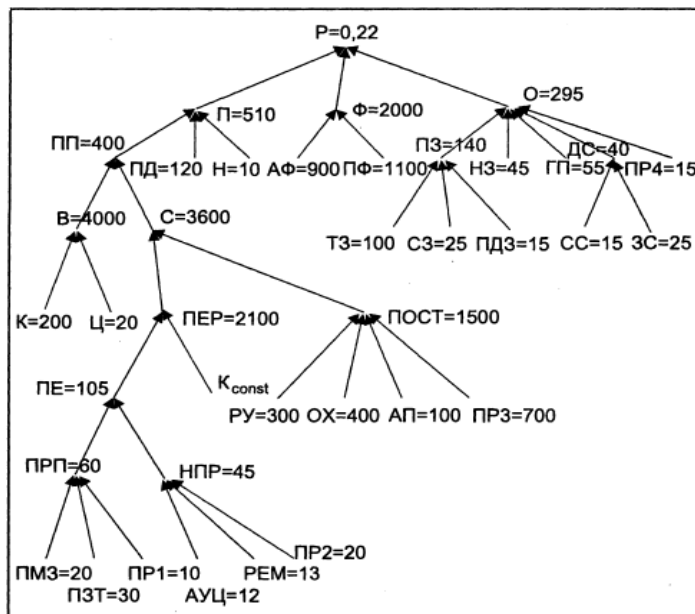 Р=0,22
П=510
Ф=2000
О=295
ПП=400
ПД=120
Н=10
АФ=900
ПФ=1100
ПЗ=140
НЗ=45
ГП=55
ДС=40
ПР4=15
В=4000
С=3600
ТЗ=100
СЗ=25
ПДЗ=15
СС=15
ЗС=25
К=200
Ц=20
ПЕР=2100
ПОСТ=1500
ПЕ=105
Kconst
РУ=300
ОХ=400
АП=100
ПР3=700
ПРП=60
НПР=45
ПМЗ=20
ПЗТ=30
ПР1=10
АУЦ=12
РЕМ=13
ПР2=20